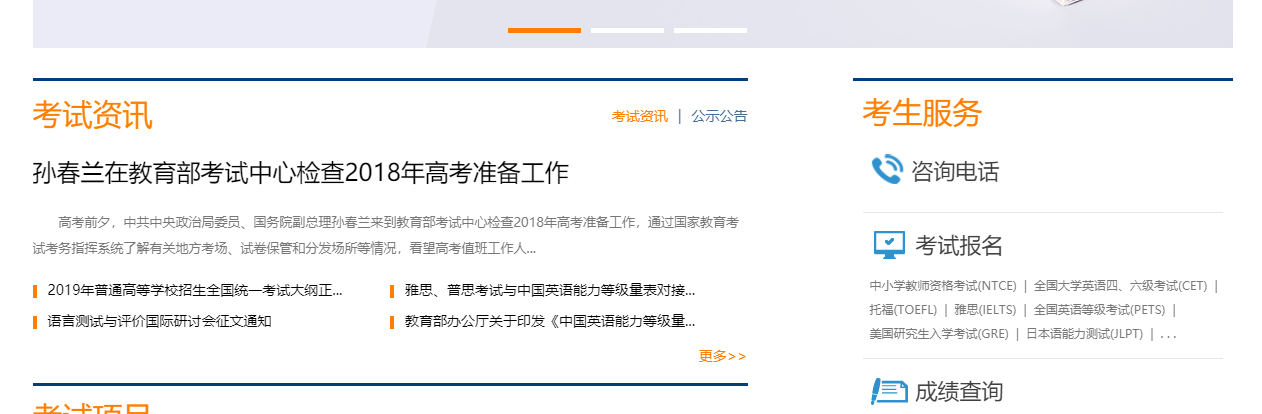 考试资讯
考试资讯 | 公示公告
孙春兰在教育部考试中心检查2018年高考准备工作
高考前夕，中共中央政治局委员、国务院副总理孙春兰来到教育部考试中心检查2018年高考准备工作，通过国家教育考
试考务指挥系统了解有关地方考场、试卷保管和分发场所等情况，看望高考值班工作人...
2019年普通高等学校招生全国统一考试大纲正...
雅思、普思考试与中国英语能力等级量表对接...
语言测试与评价国际研讨会征文通知
教育部办公厅关于印发《中国英语能力等级量...
更多>>
考试项目
考生服务
咨询电话
考试报名
中小学教师资格考试(NTCE) | 全国大学英语四、六级考试(CET) |
托福(TOEFL) | 雅思(IELTS) | 全国英语等级考试(PETS) |
美国研究生入学考试(GRE) | 日本语能力测试(JLPT) | . . .
成绩查询